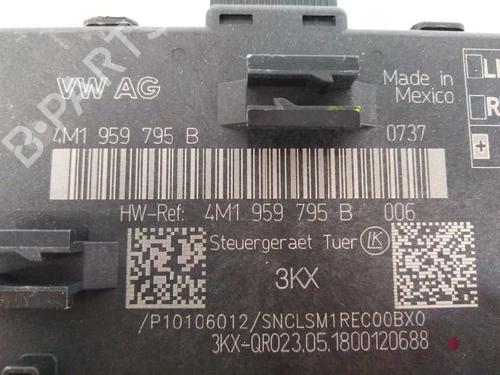 VW AG
Made in
Mexico
4M1 959 795 B
0737
HW-Ref: 4M1 959 795 B 006
Steuergeraet Tuer LK
3KX
/P10106012/SNCLSM1REC00BX0
3KX-QR023.05.1800120688
B-PARTS
R
+